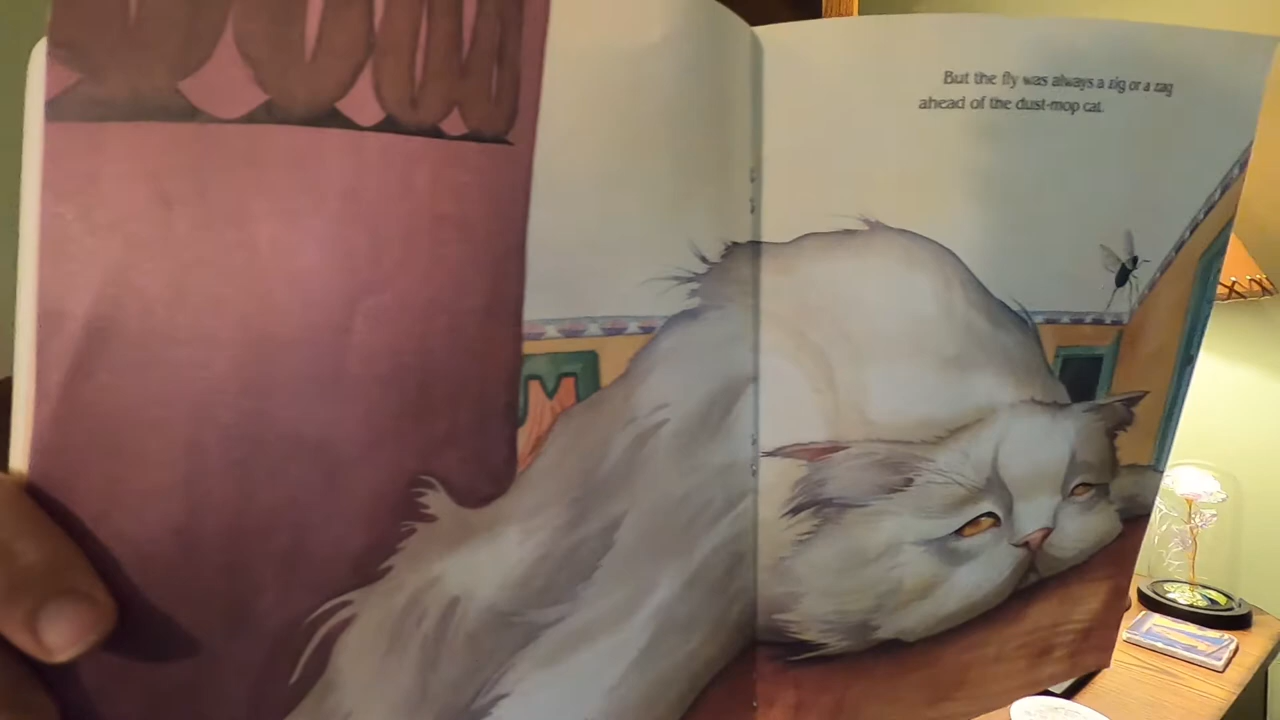 But the fly was always a zig or a zag
ahead of the dust-mop cat.